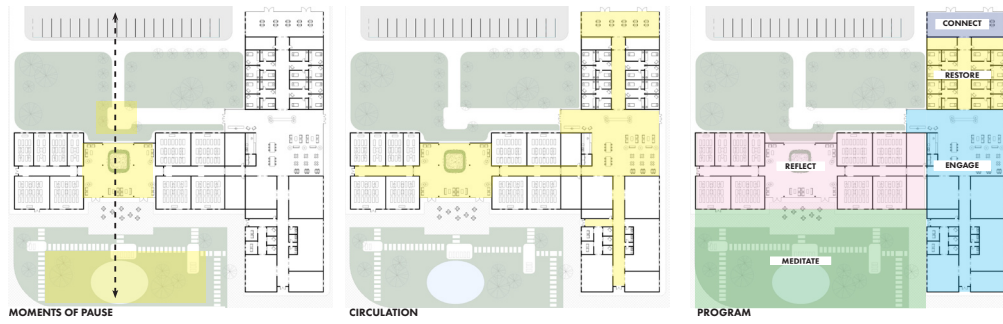 CONNECT
RESTORE
REFLECT
ENGAGE
MEDITATE
MOMENTS OF PAUSE
CIRCULATION
PROGRAM